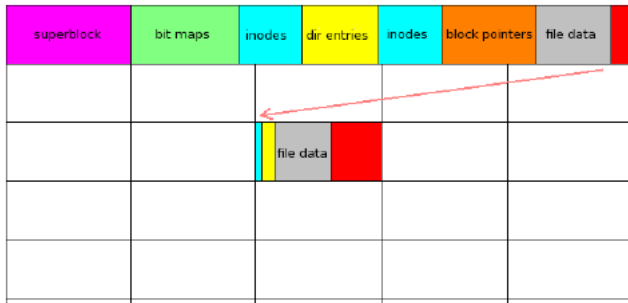 superblock bit maps inodes dir entries inodes block pointers file data
file data